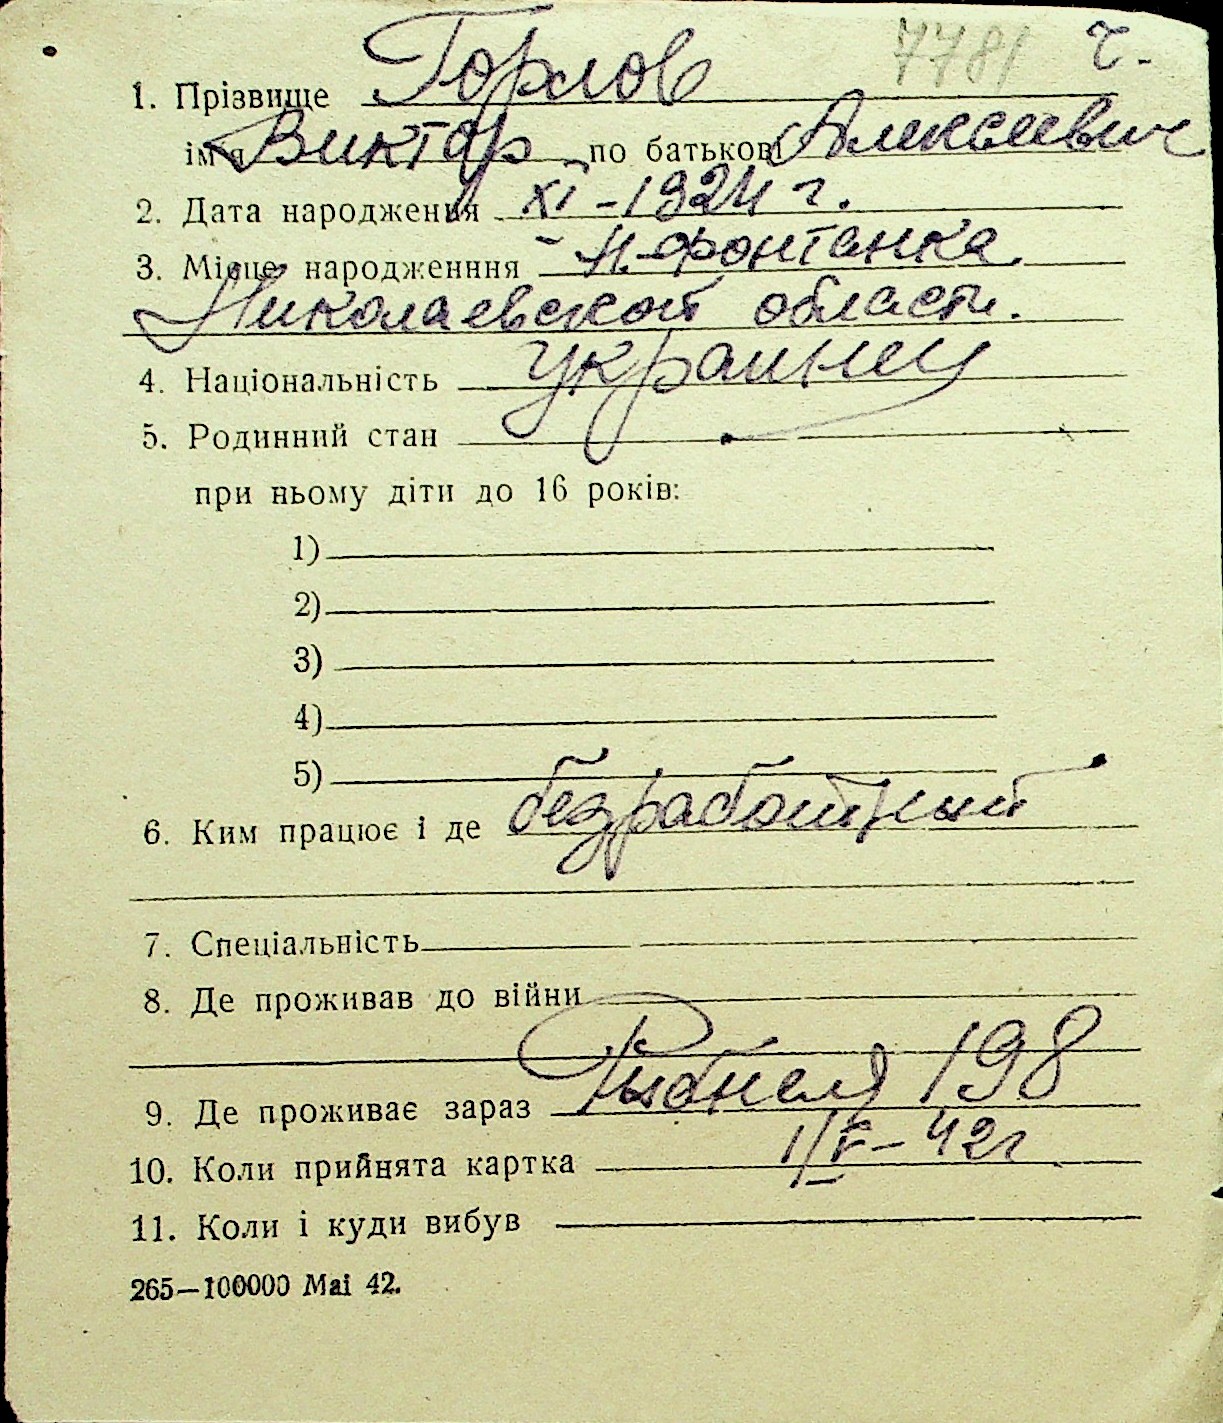 7781 г.
1. Прізвище Горлов
ім'я Виктор по батькові Алексеевич
2. Дата народження XI - 1924 г.
3. Місце народженння Н-Фонтанка
Николаевской области.
4. Національність украинец
5. Родинний стан
при ньому діти до 16 років:
1)
2)
3)
4)
5)
6. Ким працює і де безработный
7. Спеціальність
8. Де проживав до війни
9. Де проживає зараз 198
10. Коли прийнята картка 42г
11. Коли і куди вибув
265—100000 Mai 42.